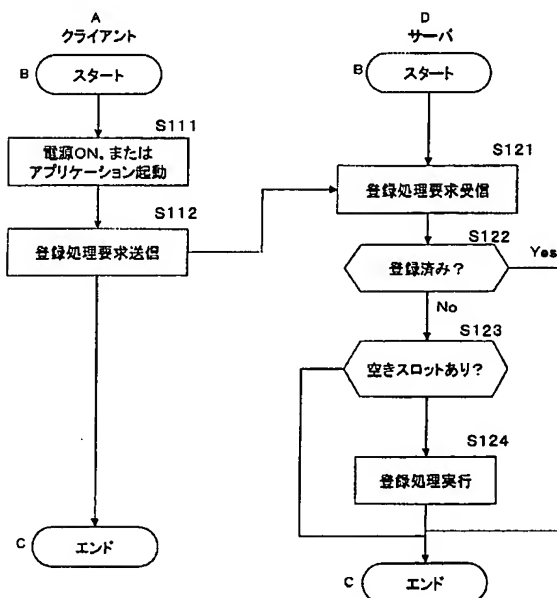 A
クライアント
B
スタート
S111
電源ON、または
アプリケーション起動
S112
登録処理要求送信
C
エンド
D
サーバ
B
スタート
S121
登録処理要求受信
S122
登録済み?
Yes
No
S123
空きスロットあり?
S124
登録処理実行
C
エンド